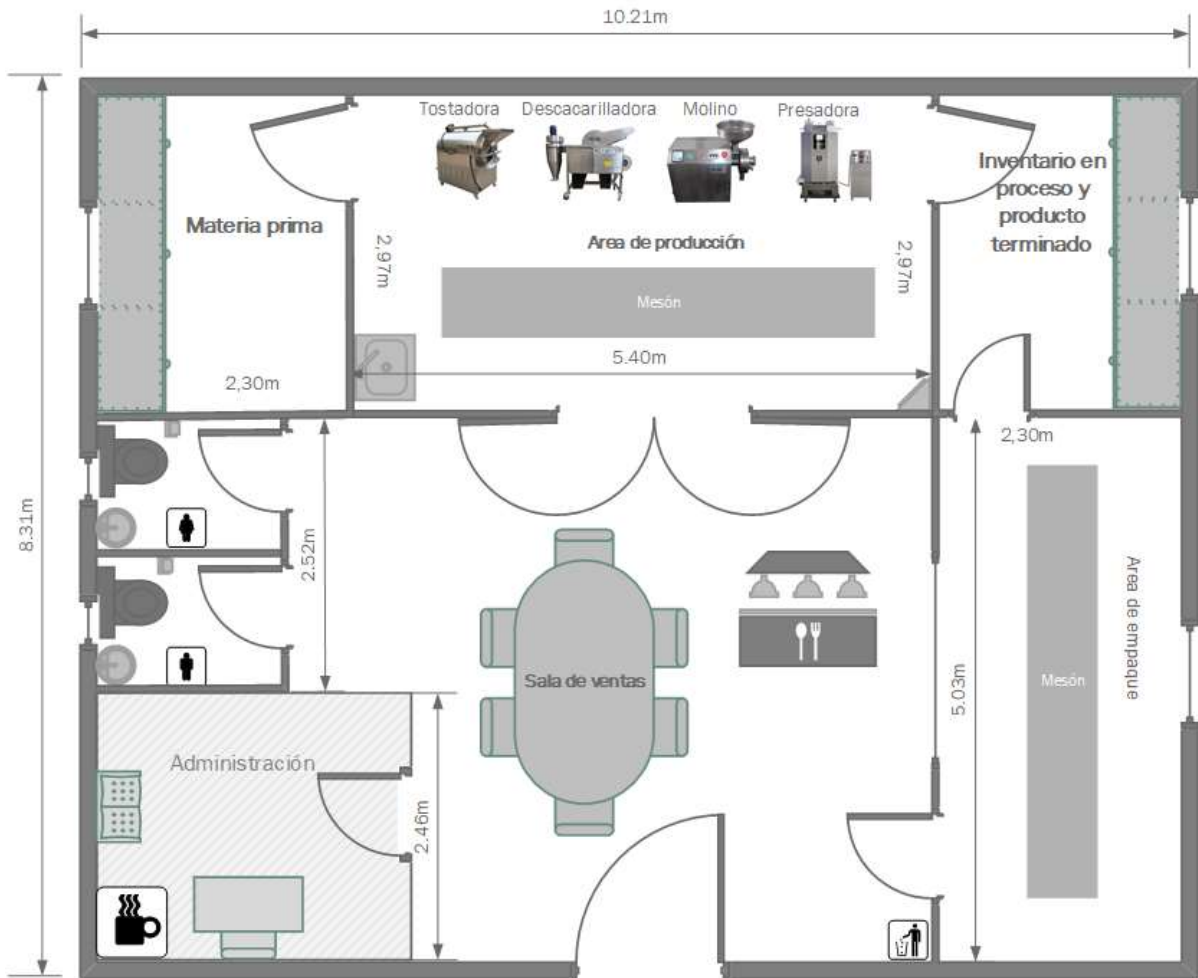 10.21m
Tostadora
Descacarilladora
Molino
Presadora
Inventario en
proceso y
producto
terminado
Materia prima
Area de producción
2,97m
2,97m
Mesón
5.40m
2,30m
2,30m
8.31m
2.52m
Area de empaque
Sala de ventas
Mesón
5.03m
Administración
2.46m